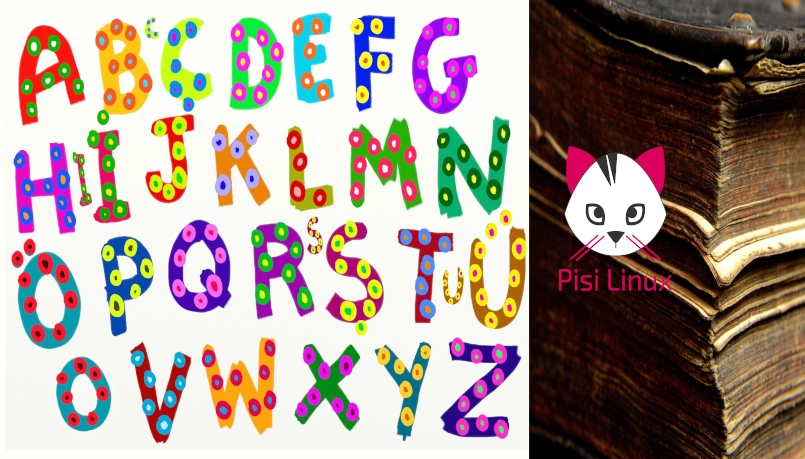 A B c Ç D E F G
H ı İ J K L M N
Ö P Q R s Ş T u Ü
O V W X Y Z
Pisi Linux